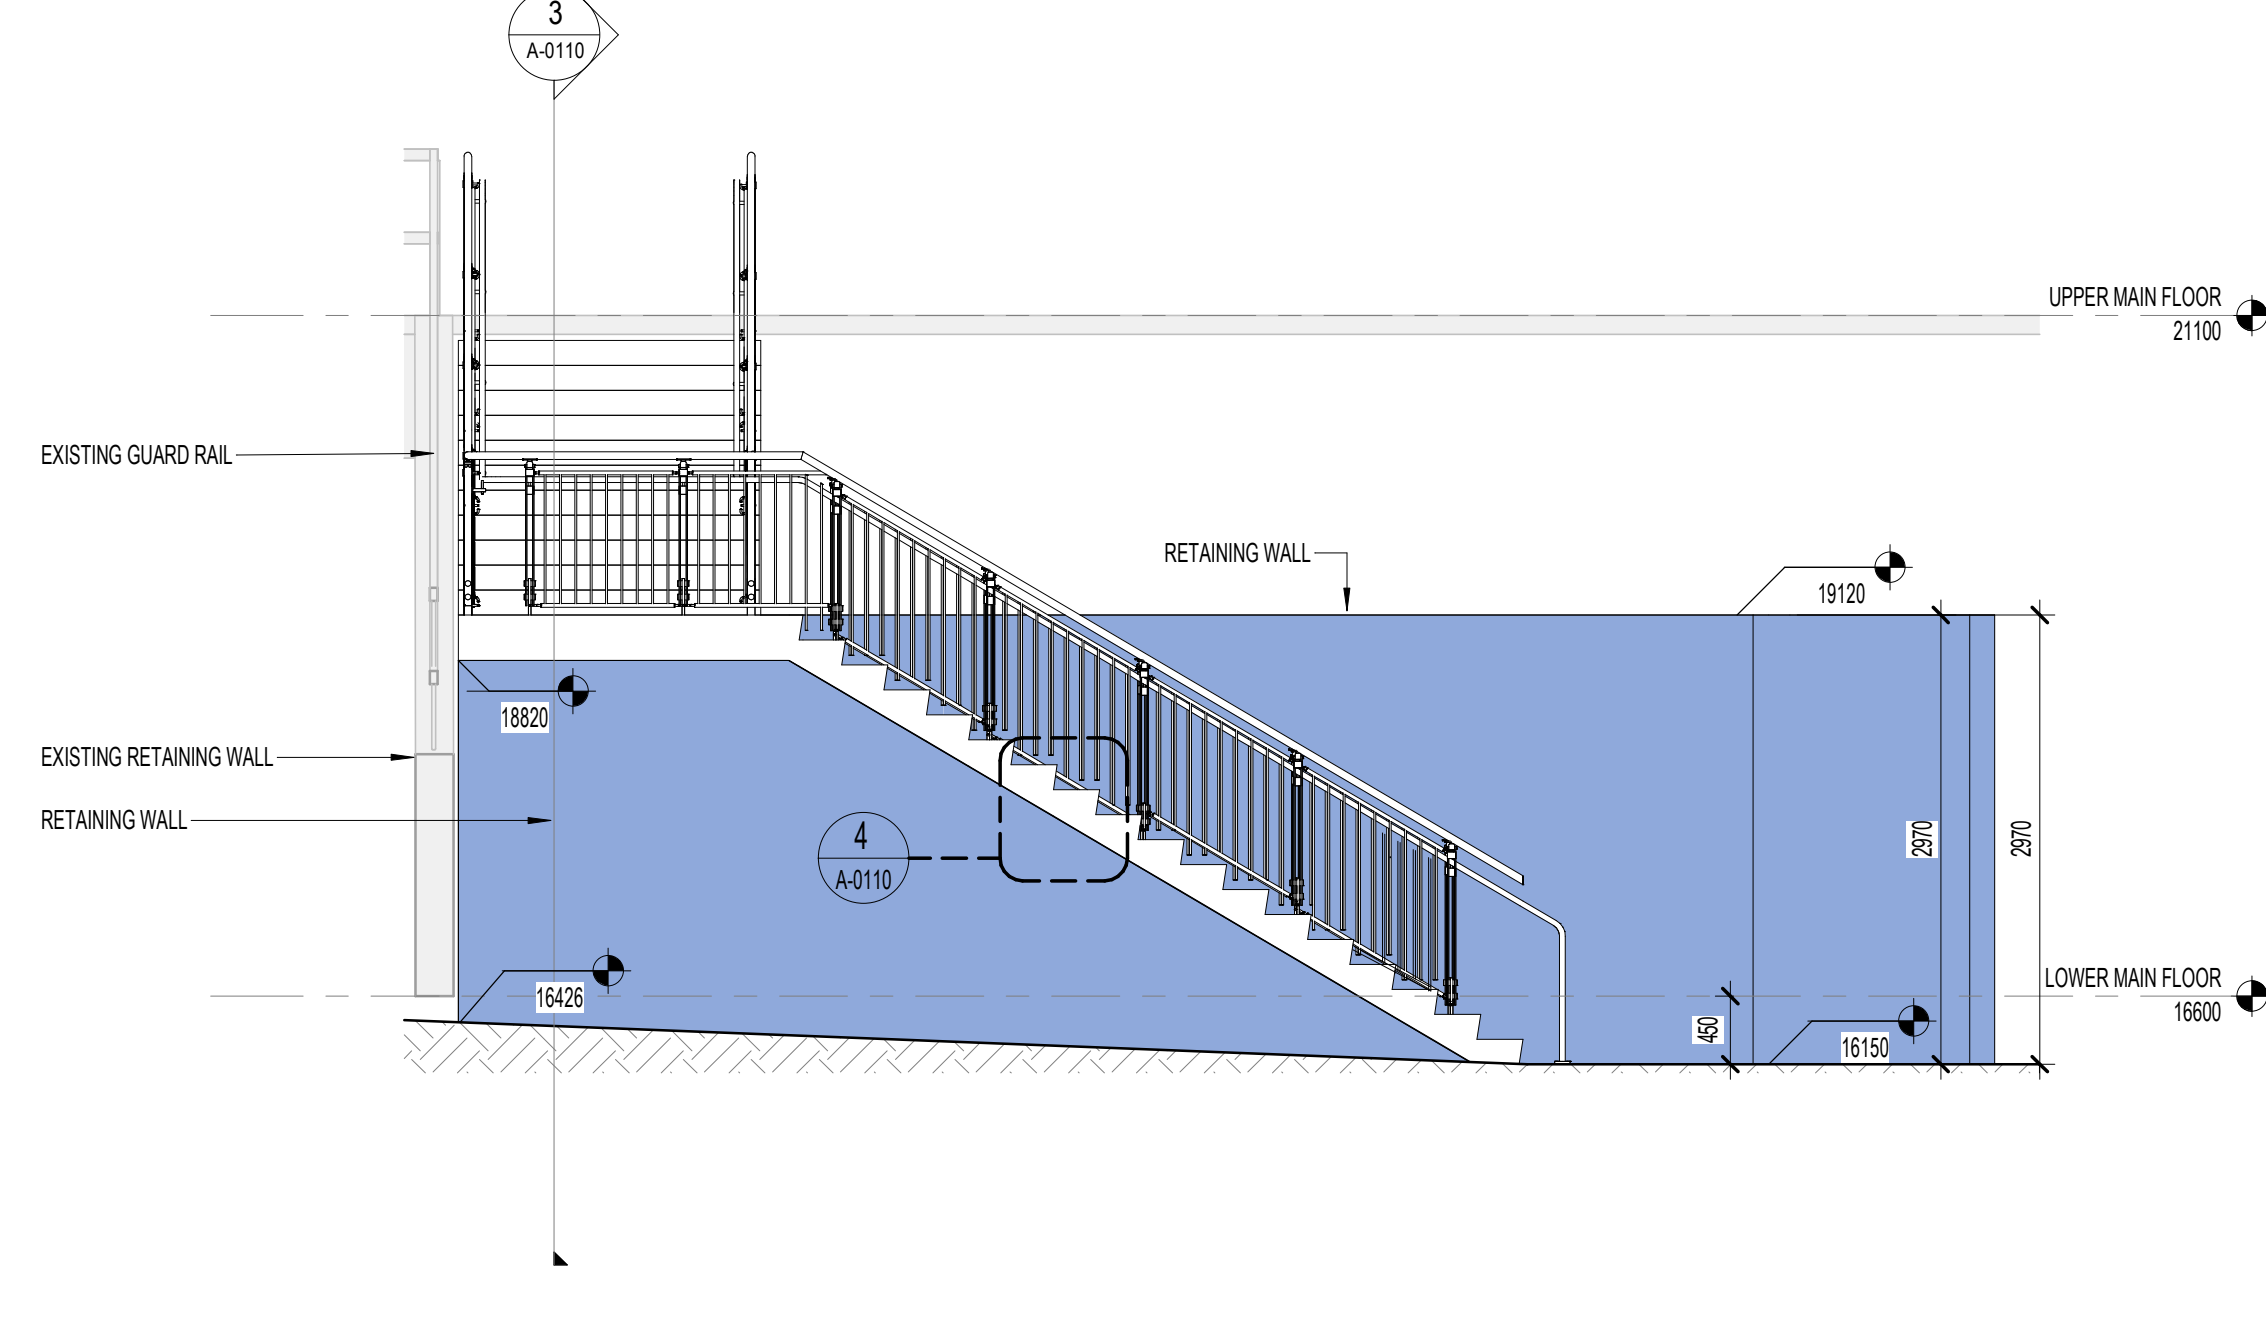 3
A-0110
UPPER MAIN FLOOR
21100
EXISTING GUARD RAIL
RETAINING WALL
19120
18820
EXISTING RETAINING WALL
RETAINING WALL
4
A-0110
2970
2970
16426
LOWER MAIN FLOOR
16600
450
16150